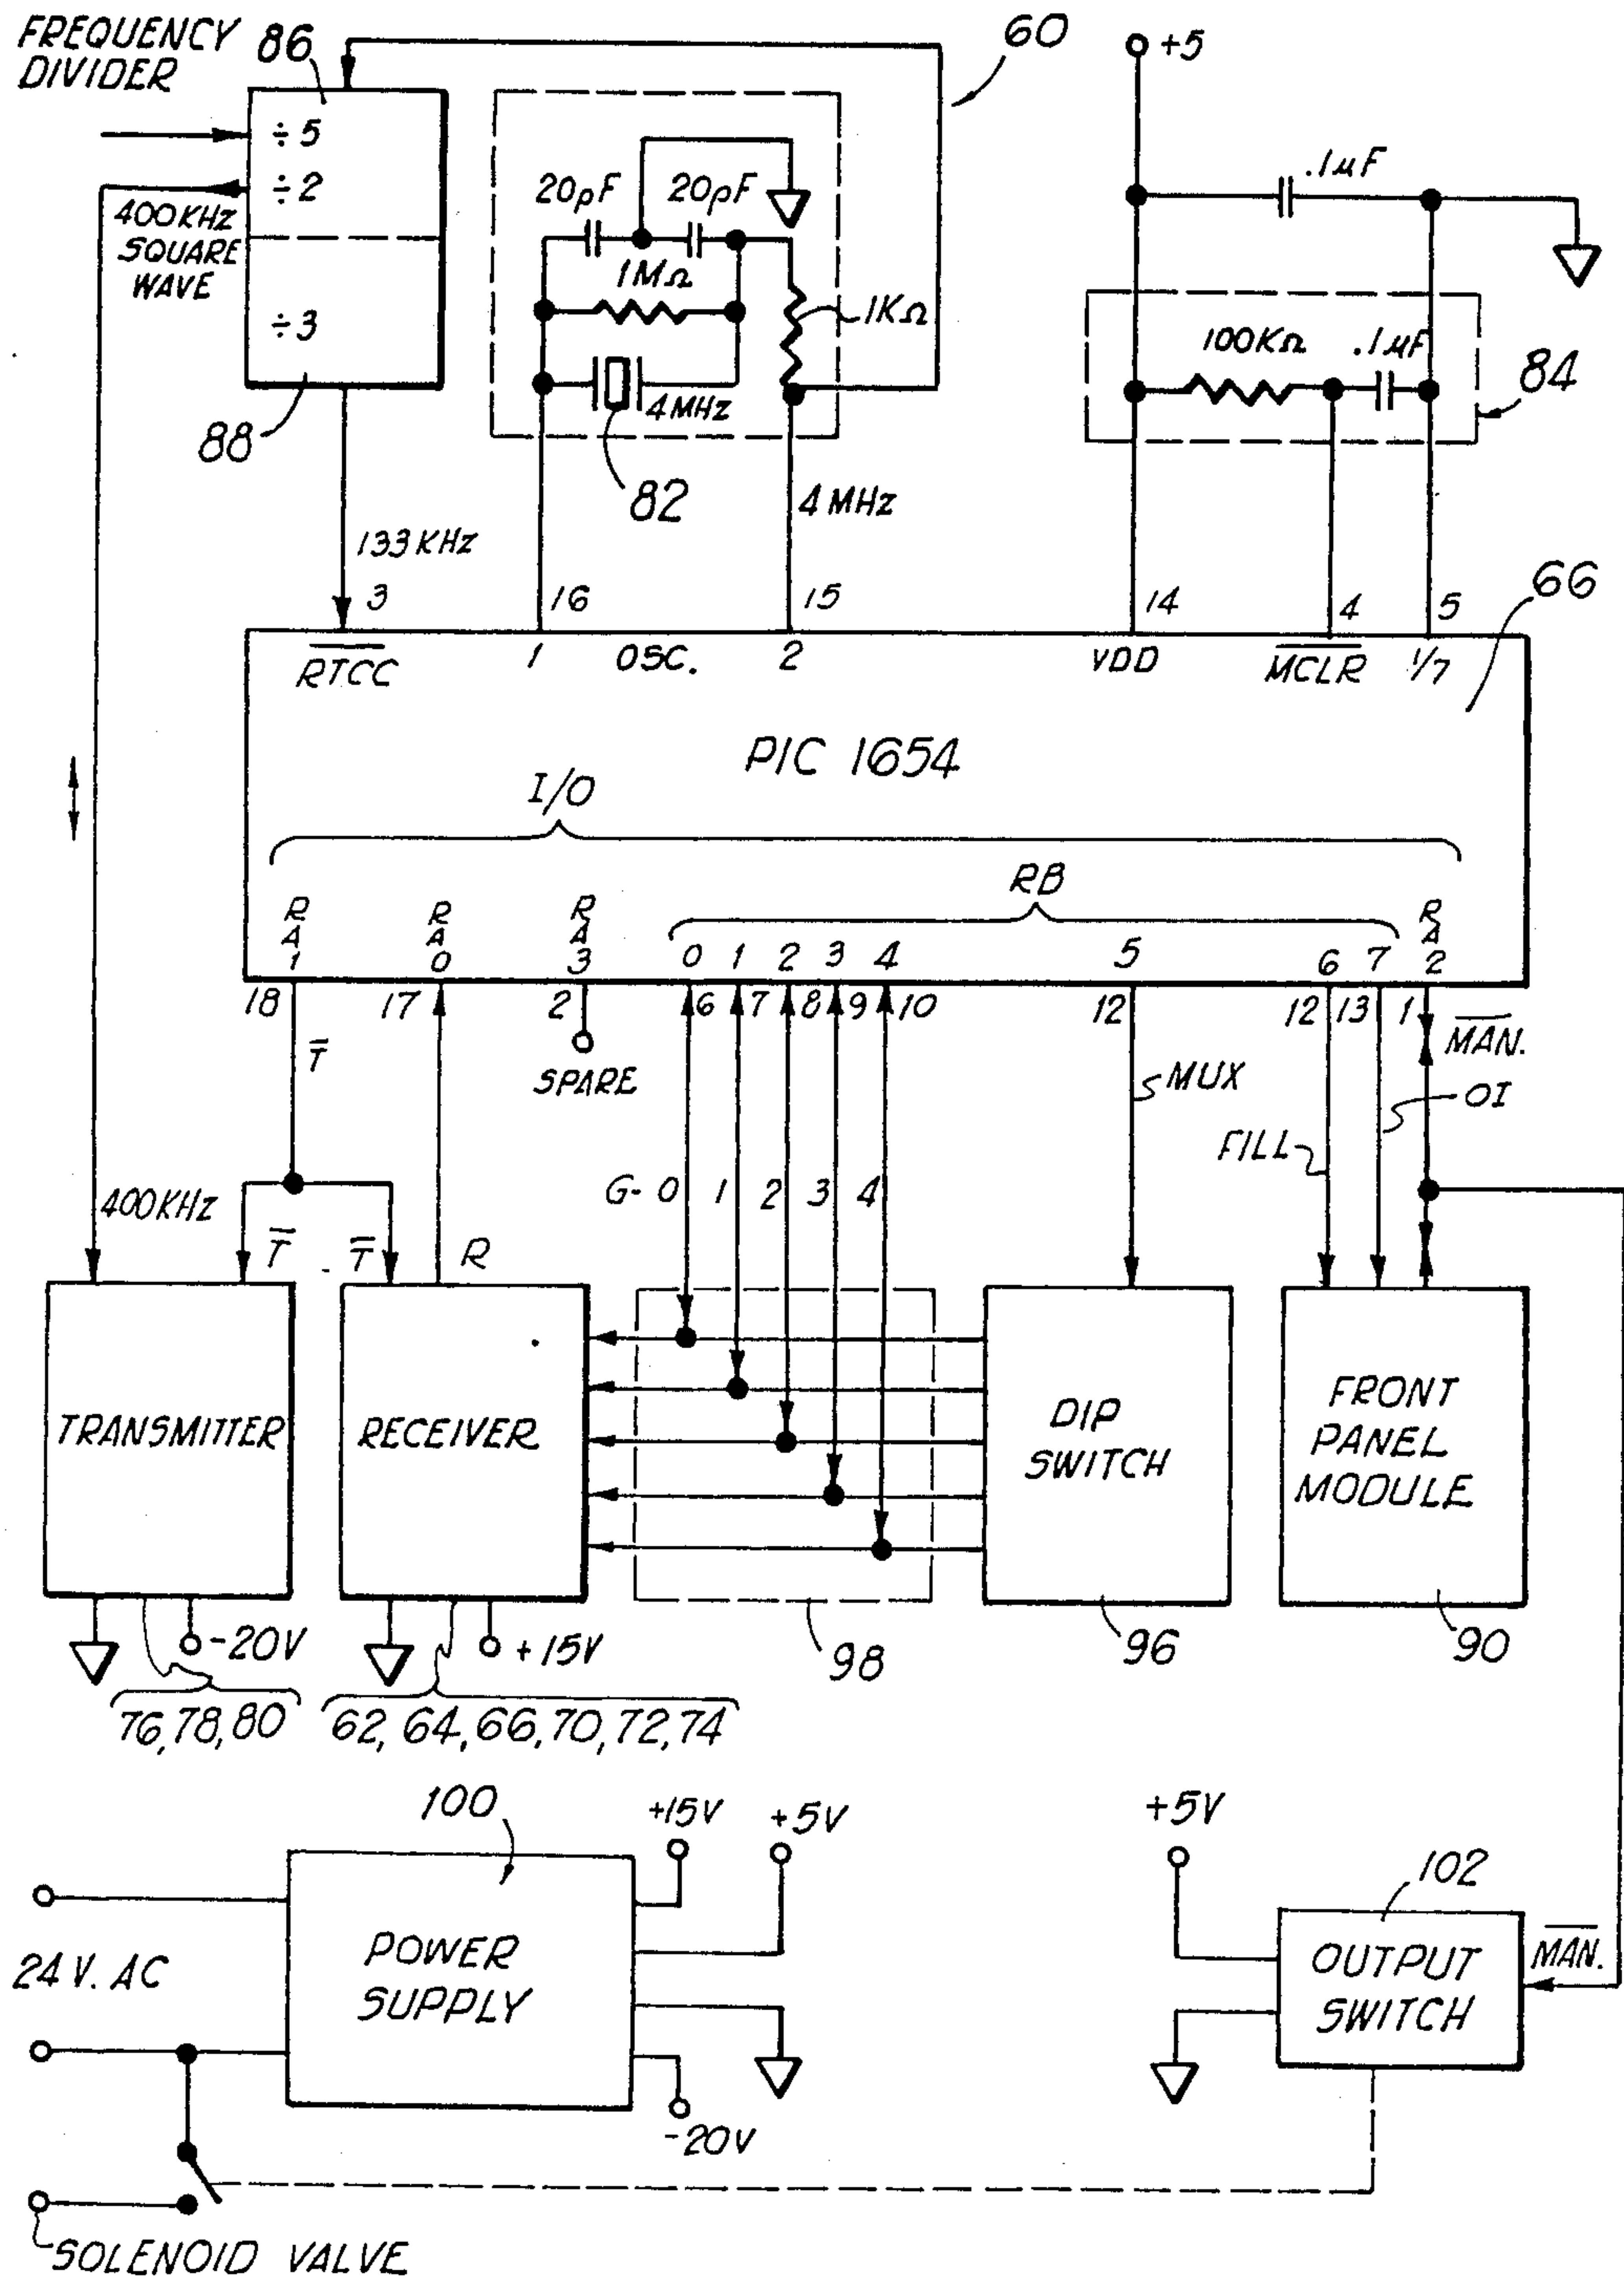 FREQUENCY
DIVIDER
86
60
+5
÷5
÷2
400KHz
SQUARE
WAVE
÷3
88
20pF 20pF
1MΩ
1KΩ
4MHz
82
.1µF
100KΩ .1µF
84
133KHz
4MHz
3 16 15 14 4 5
66
RTCC 1 OSC. 2 VDD MCLR 1/7
PIC 1654
I/O
RB
RA1 RA0 RA3 0 1 2 3 4 5 6 7 RA2
18 17 2 6 7 8 9 10 12 12 13 1
T̅
SPARE
MUX
MAN.
OI
FILL
400KHz
T̅ T̅ R
G- 0 1 2 3 4
TRANSMITTER
RECEIVER
DIP
SWITCH
FRONT
PANEL
MODULE
-20V
+15V
98
96
90
76, 78, 80
62, 64, 66, 70, 72, 74
100
+15V +5V
+5V
102
24V. AC
POWER
SUPPLY
OUTPUT
SWITCH
MAN.
-20V
SOLENOID VALVE